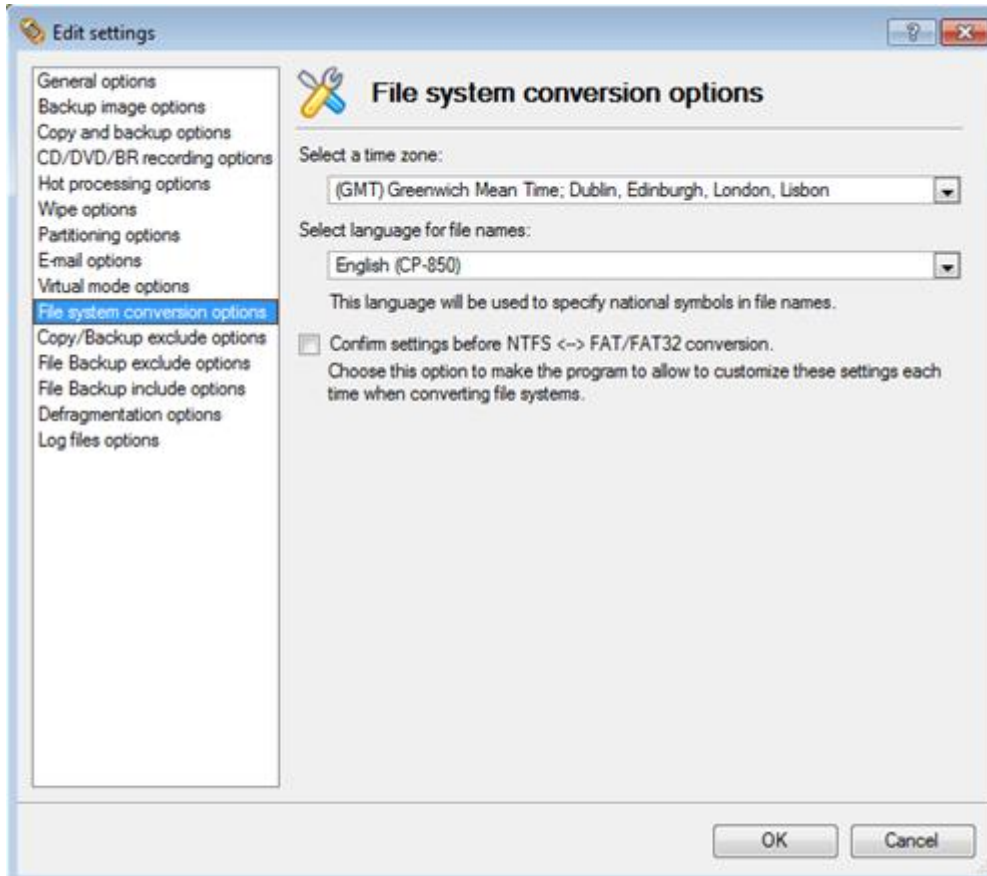 Edit settings
General options
Backup image options
Copy and backup options
CD/DVD/BR recording options
Hot processing options
Wipe options
Partitioning options
E-mail options
Virtual mode options
File system conversion options
Copy/Backup exclude options
File Backup exclude options
File Backup include options
Defragmentation options
Log files options
File system conversion options
Select a time zone:
(GMT) Greenwich Mean Time; Dublin, Edinburgh, London, Lisbon
Select language for file names:
English (CP-850)
This language will be used to specify national symbols in file names.
Confirm settings before NTFS <--> FAT/FAT32 conversion.
Choose this option to make the program to allow to customize these settings each
time when converting file systems.
OK
Cancel